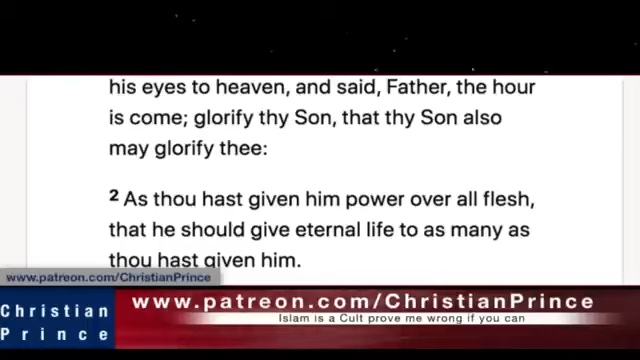 his eyes to heaven, and said, Father, the hour
is come; glorify thy Son, that thy Son also
may glorify thee:
2 As thou hast given him power over all flesh,
that he should give eternal life to as many as
thou hast given him.
www.patreon.com/ChristianPrince
www.patreon.com/ChristianPrince
Christian
Prince
Islam is a Cult prove me wrong if you can